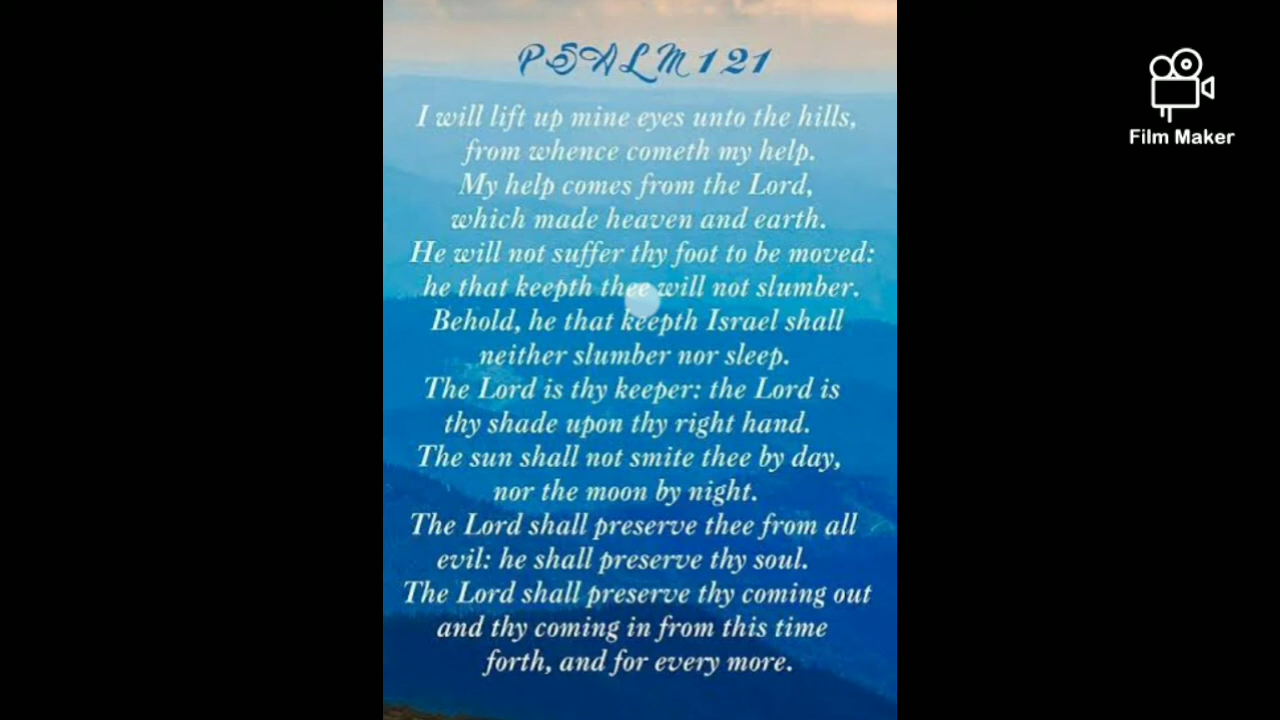 PSALM 121
I will lift up mine eyes unto the hills,
from whence cometh my help.
My help comes from the Lord,
which made heaven and earth.
He will not suffer thy foot to be moved:
he that keepth thee will not slumber.
Behold, he that keepth Israel shall
neither slumber nor sleep.
The Lord is thy keeper: the Lord is
thy shade upon thy right hand.
The sun shall not smite thee by day,
nor the moon by night.
The Lord shall preserve thee from all
evil: he shall preserve thy soul.
The Lord shall preserve thy coming out
and thy coming in from this time
forth, and for every more.
Film Maker